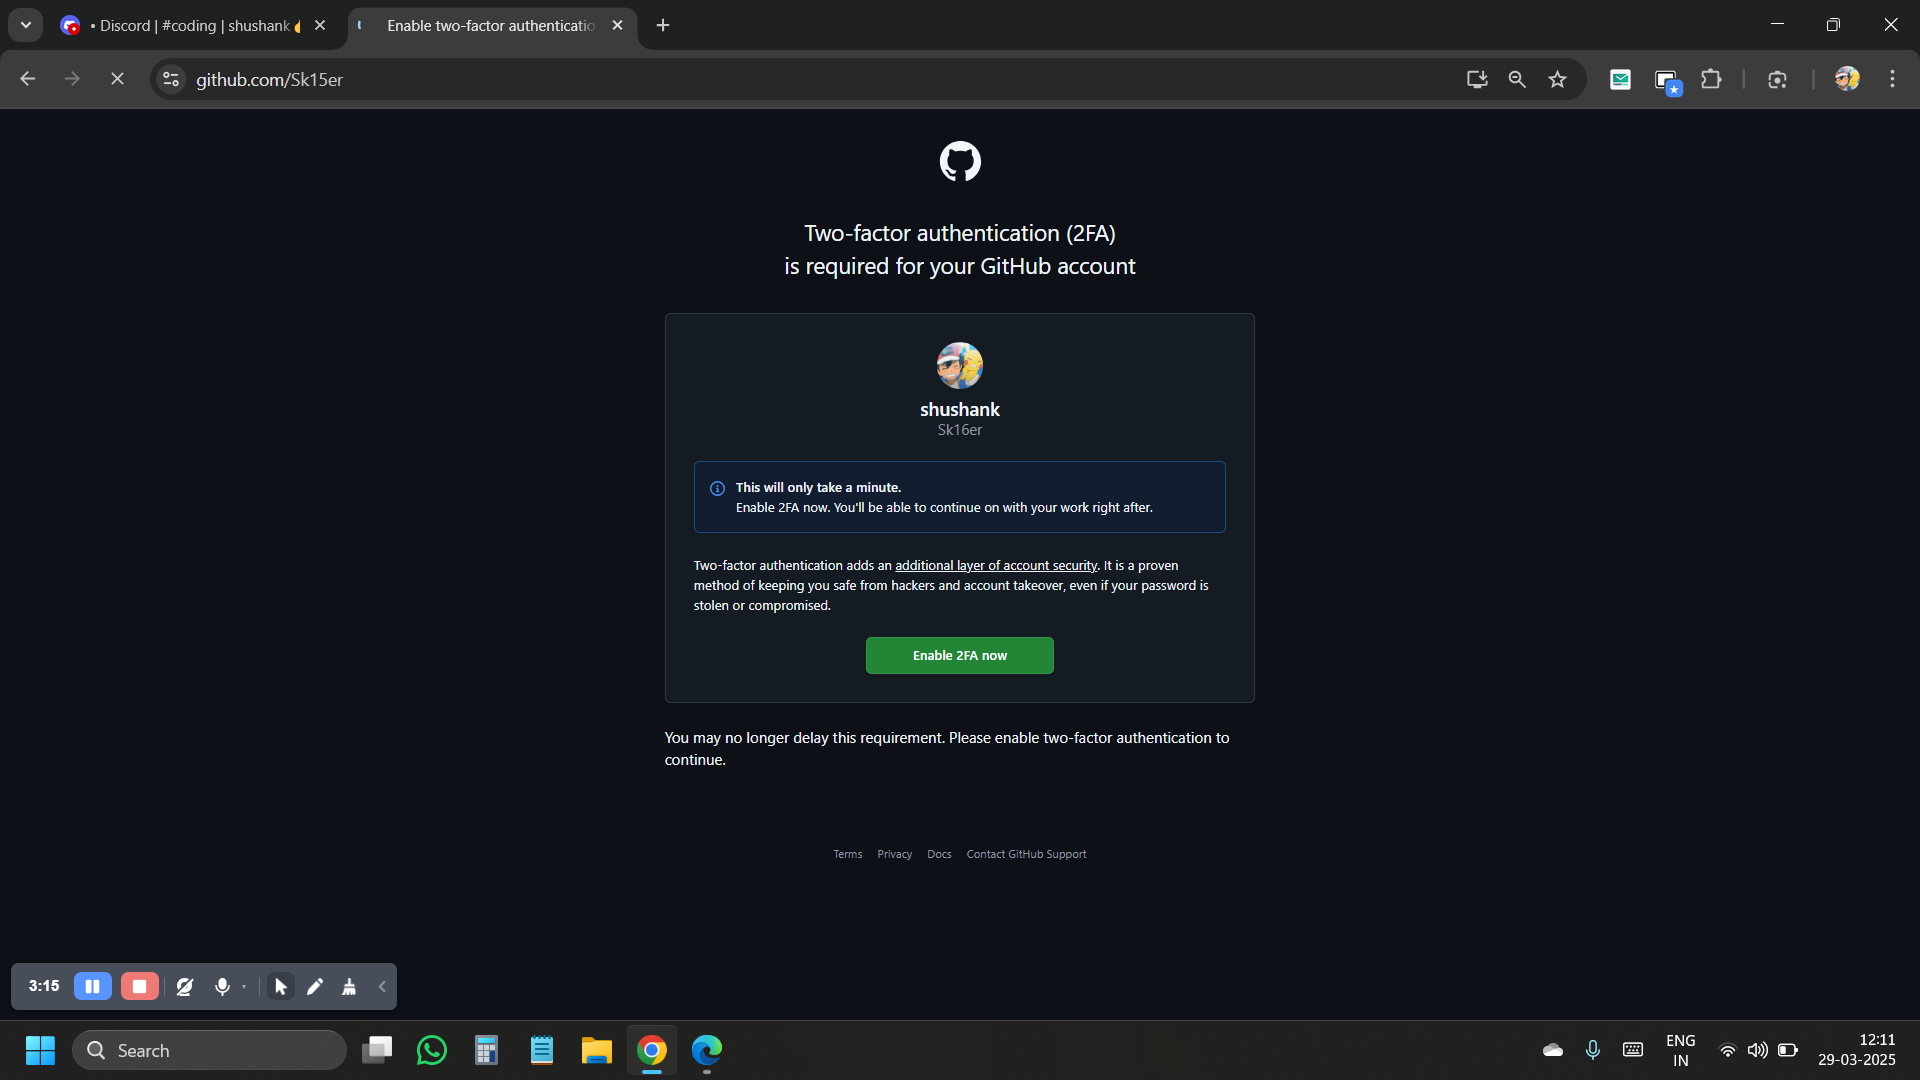 • Discord | #coding | shushank
Enable two-factor authenticatio
github.com/Sk15er
Two-factor authentication (2FA)
is required for your GitHub account
shushank
Sk16er
This will only take a minute.
Enable 2FA now. You'll be able to continue on with your work right after.
Two-factor authentication adds an additional layer of account security. It is a proven
method of keeping you safe from hackers and account takeover, even if your password is
stolen or compromised.
Enable 2FA now
You may no longer delay this requirement. Please enable two-factor authentication to
continue.
Terms Privacy Docs Contact GitHub Support
3:15
Search
ENG
IN
12:11
29-03-2025